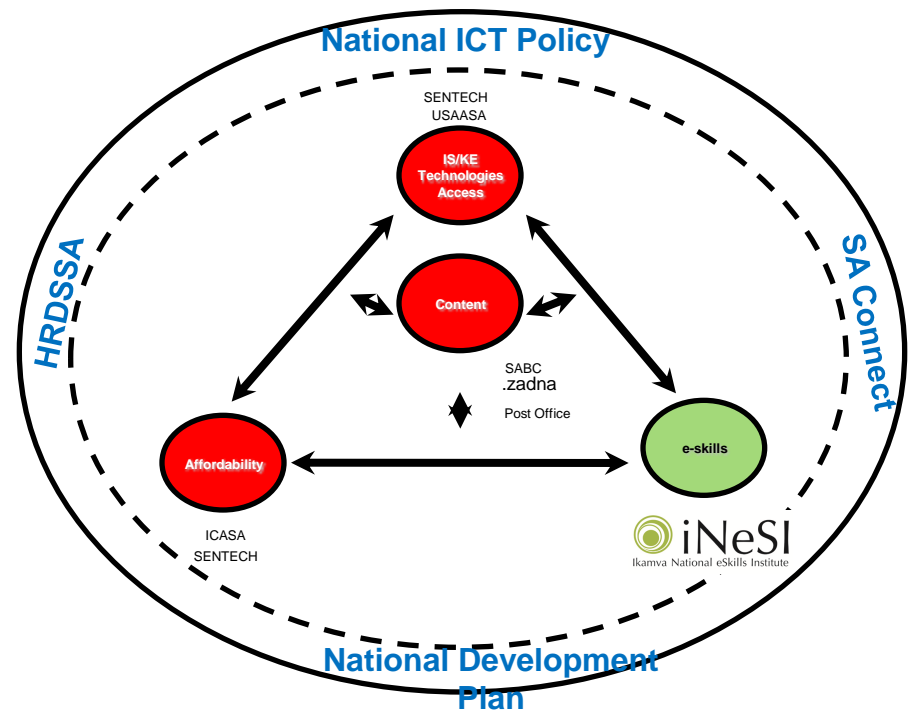 National ICT Policy
SENTECH
USAASA
IS/KE
Technologies
Access
HRDSSA
SA Connect
Content
SABC
.zadna
Post Office
Affordability
e-skills
ICASA
SENTECH
iNeSI
Ikamva National eSkills Institute
National Development
Plan